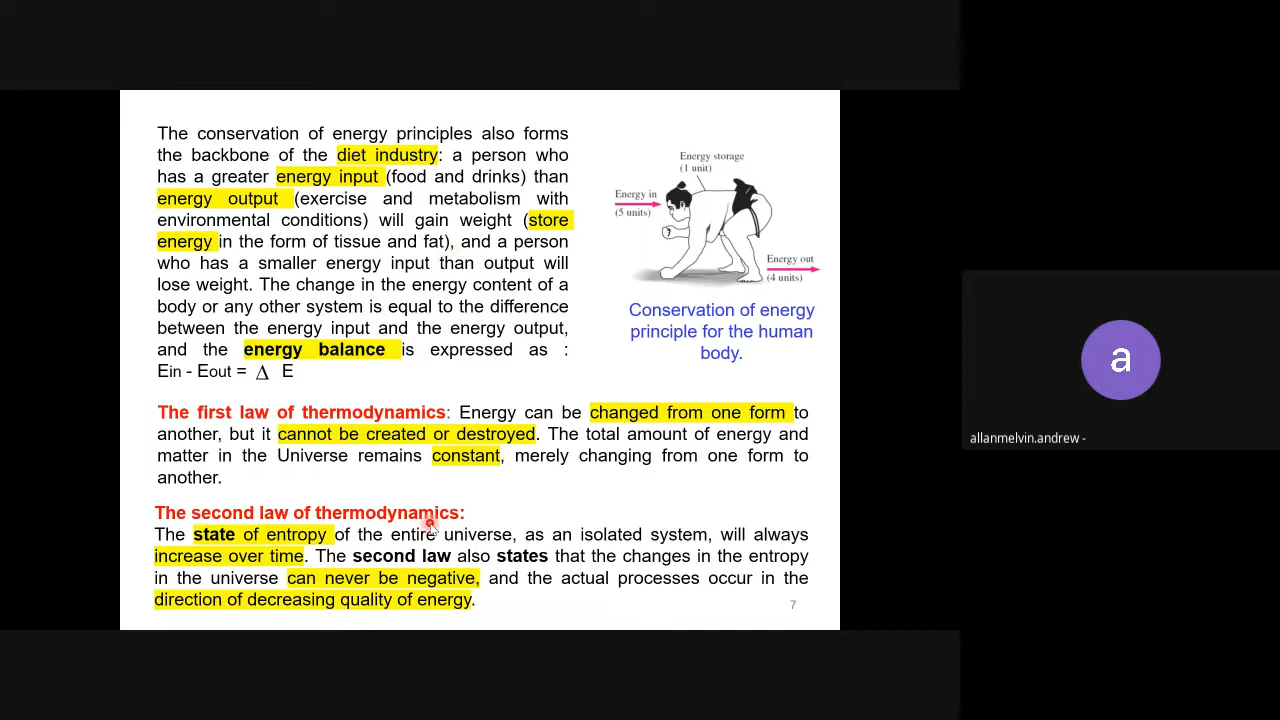 The conservation of energy principles also forms
the backbone of the diet industry: a person who
has a greater energy input (food and drinks) than
energy output (exercise and metabolism with
environmental conditions) will gain weight (store
energy in the form of tissue and fat), and a person
who has a smaller energy input than output will
lose weight. The change in the energy content of a
body or any other system is equal to the difference
between the energy input and the energy output,
and the energy balance is expressed as :
Ein - Eout = Δ E
Energy storage
(1 unit)
Energy in
(5 units)
Energy out
(4 units)
Conservation of energy
principle for the human
body.
The first law of thermodynamics: Energy can be changed from one form to
another, but it cannot be created or destroyed. The total amount of energy and
matter in the Universe remains constant, merely changing from one form to
another.
The second law of thermodynamics:
The state of entropy of the entire universe, as an isolated system, will always
increase over time. The second law also states that the changes in the entropy
in the universe can never be negative, and the actual processes occur in the
direction of decreasing quality of energy.
7
a
allanmelvin.andrew -